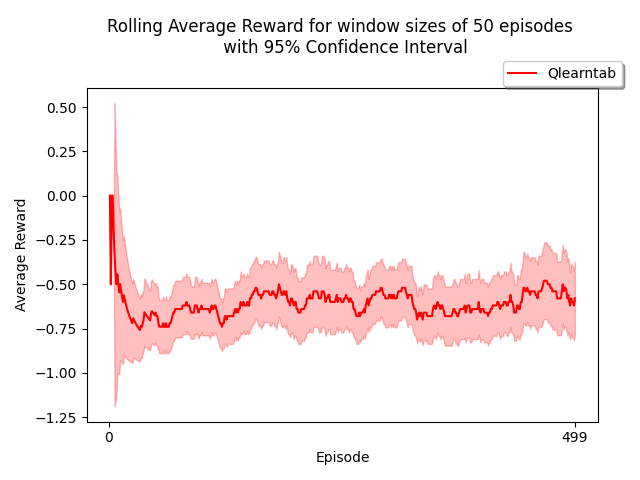 Rolling Average Reward for window sizes of 50 episodes
with 95% Confidence Interval
Qlearntab
0.50
0.25
0.00
−0.25
−0.50
−0.75
−1.00
−1.25
Average Reward
0
499
Episode